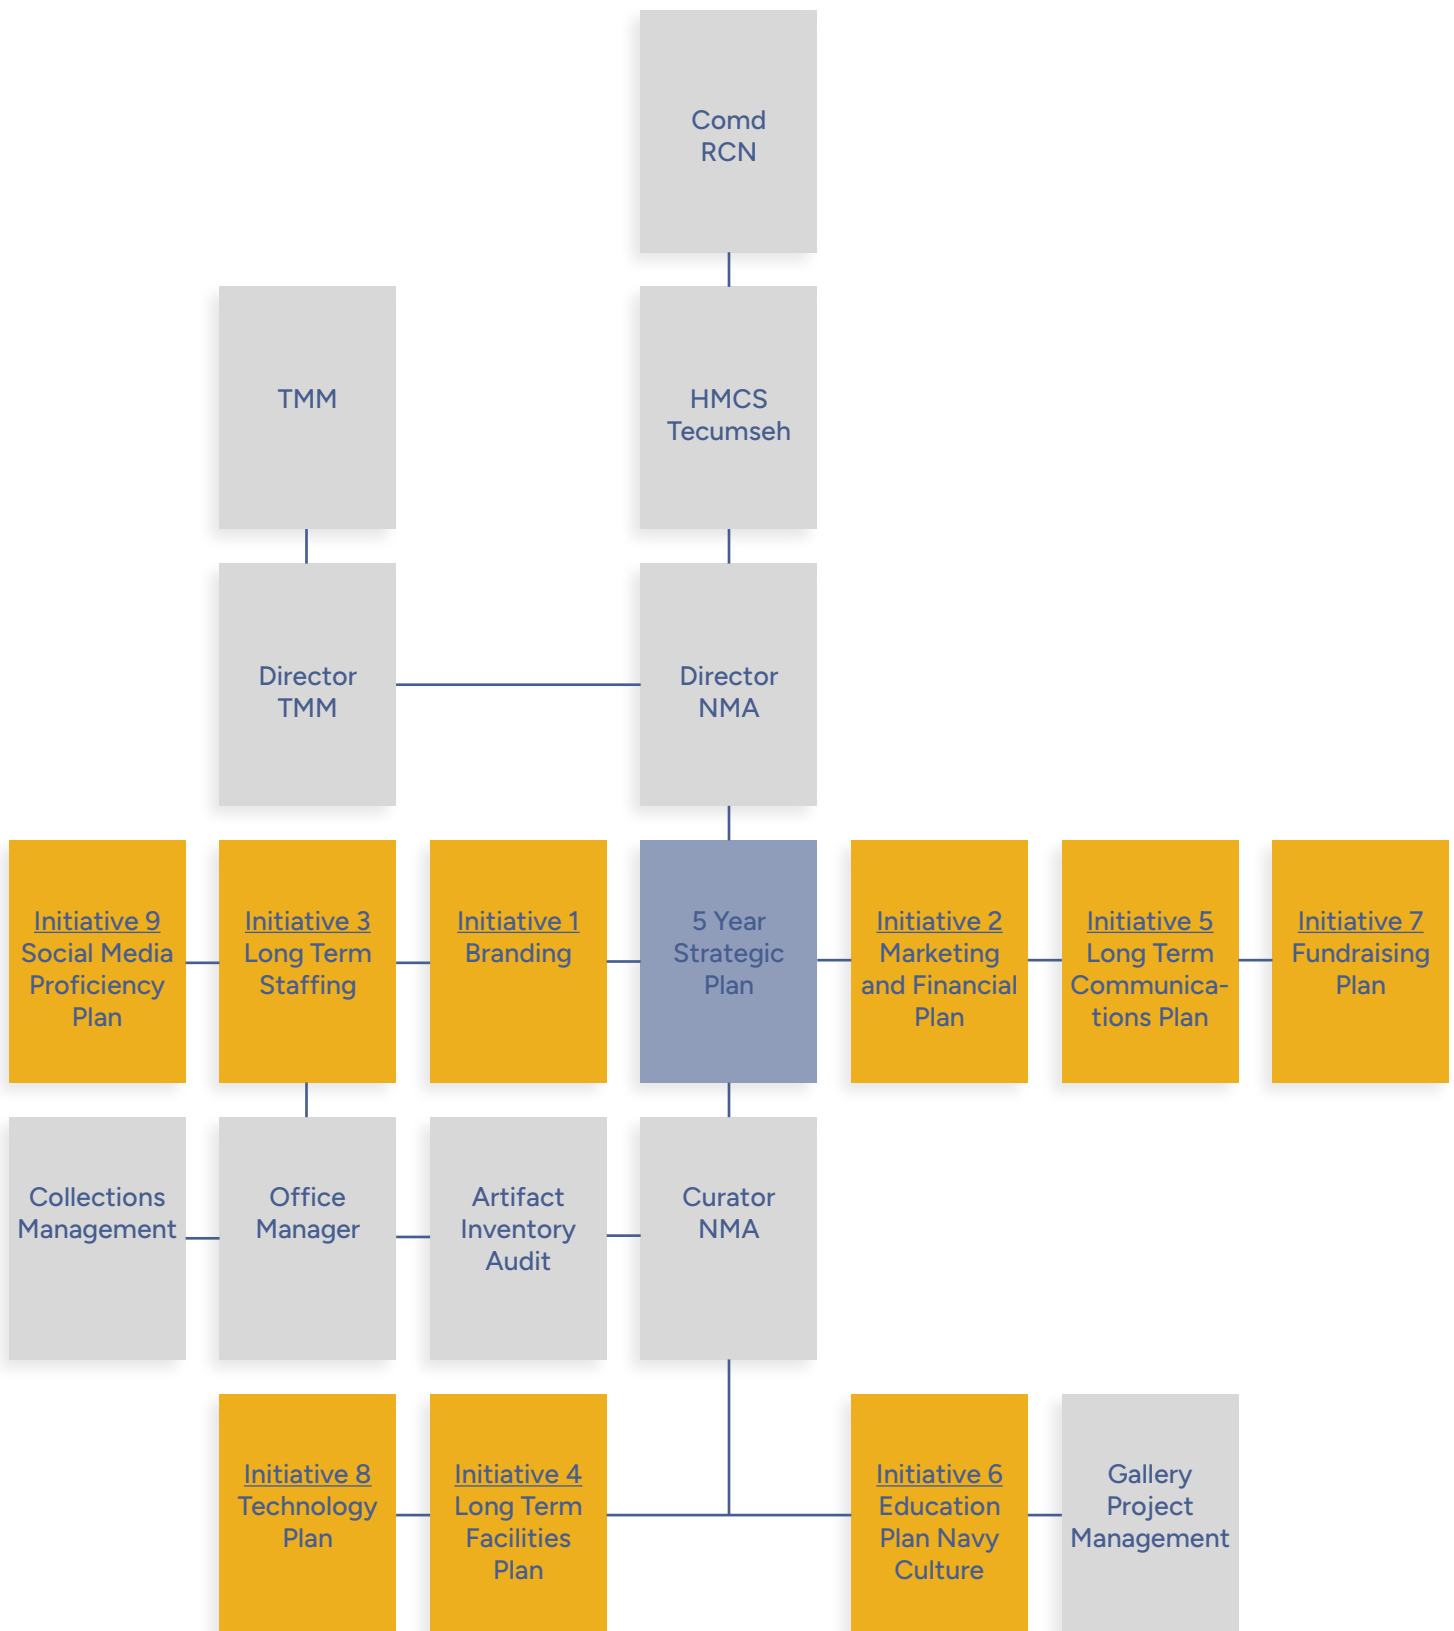 Comd
RCN
TMM
HMCS
Tecumseh
Director
TMM
Director
NMA
Initiative 9
Social Media
Proficiency
Plan
Initiative 3
Long Term
Staffing
Initiative 1
Branding
5 Year
Strategic
Plan
Initiative 2
Marketing
and Financial
Plan
Initiative 5
Long Term
Communica-
tions Plan
Initiative 7
Fundraising
Plan
Collections
Management
Office
Manager
Artifact
Inventory
Audit
Curator
NMA
Initiative 8
Technology
Plan
Initiative 4
Long Term
Facilities
Plan
Initiative 6
Education
Plan Navy
Culture
Gallery
Project
Management